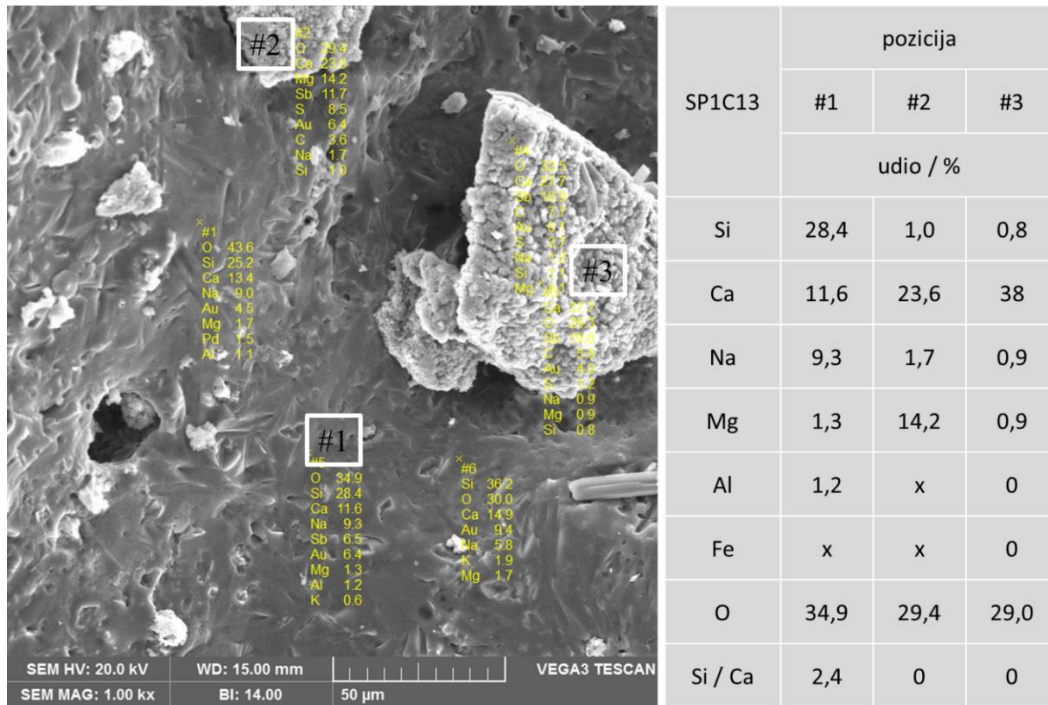 #2
#2
O 29.4
Ca 23.6
Mg 14.2
Sb 11.7
S 8.5
Au 6.4
C 3.6
Na 1.7
Si 1.0
#1
O 43.6
Si 25.2
Ca 13.4
Na 9.0
Au 4.5
Mg 1.7
Pd 1.5
Al 1.1
#4
O
Ca
Sb
Au
S
Na
Si
Mg
#3
Au 4.0
Na 0.9
Mg 0.9
Si 0.8
#1
#5
O 34.9
Si 28.4
Ca 11.6
Na 9.3
Sb 6.5
Au 6.4
Mg 1.3
Al 1.2
K 0.6
#6
Si 36.2
O 30.0
Ca 14.9
Au 9.4
Na 5.8
K 1.9
Mg 1.7
SEM HV: 20.0 kV WD: 15.00 mm VEGA3 TESCAN
SEM MAG: 1.00 kx BI: 14.00 50 µm
pozicija
SP1C13 #1 #2 #3
udio / %
Si 28,4 1,0 0,8
Ca 11,6 23,6 38
Na 9,3 1,7 0,9
Mg 1,3 14,2 0,9
Al 1,2 x 0
Fe x x 0
O 34,9 29,4 29,0
Si / Ca 2,4 0 0